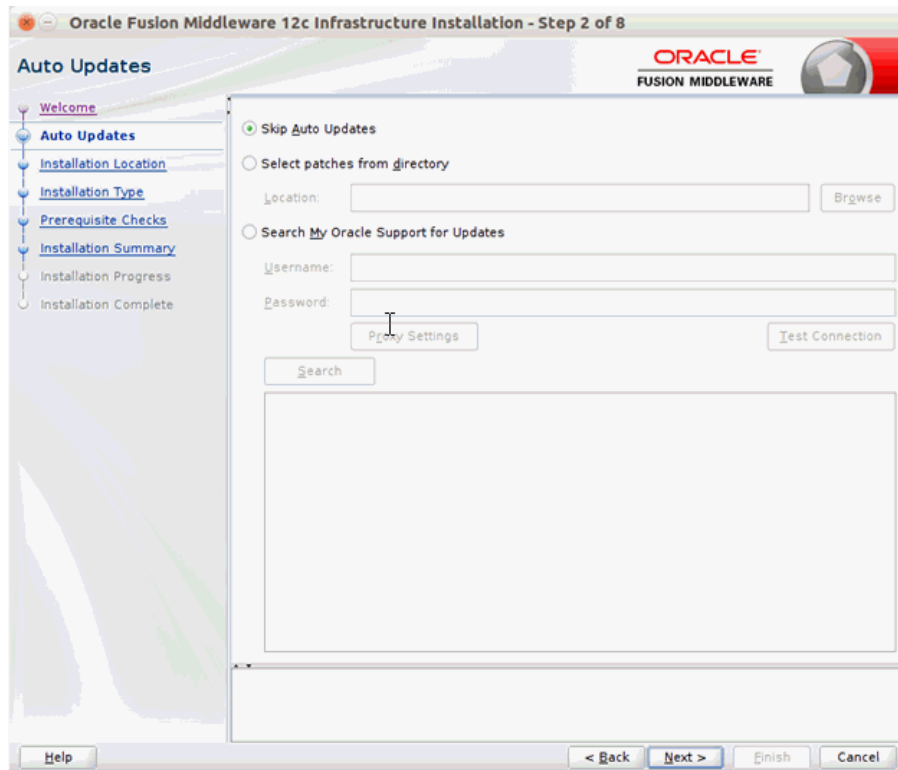 Oracle Fusion Middleware 12c Infrastructure Installation - Step 2 of 8
Auto Updates
ORACLE
FUSION MIDDLEWARE
Welcome
Auto Updates
Installation Location
Installation Type
Prerequisite Checks
Installation Summary
Installation Progress
Installation Complete
Skip Auto Updates
Select patches from directory
Location:
Browse
Search My Oracle Support for Updates
Username:
Password:
Proxy Settings
Test Connection
Search
Help
< Back
Next >
Finish
Cancel